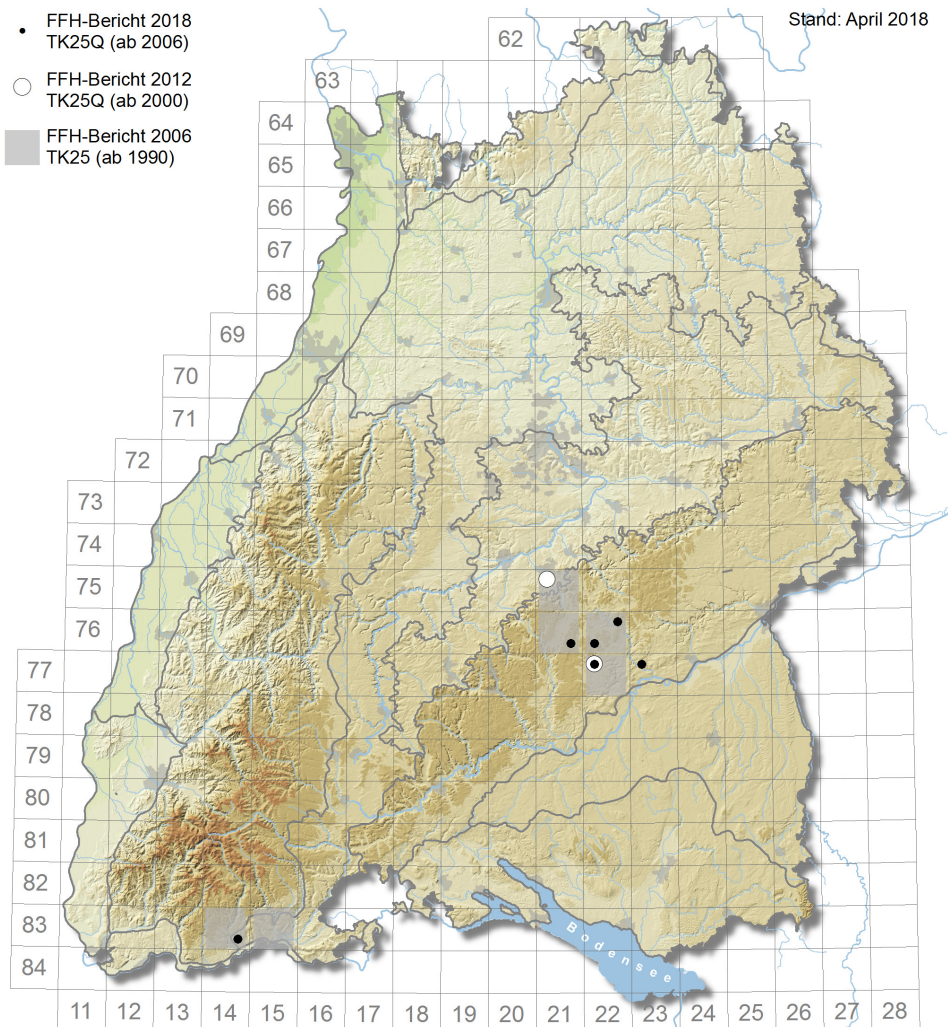 FFH-Bericht 2018
TK25Q (ab 2006)
FFH-Bericht 2012
TK25Q (ab 2000)
FFH-Bericht 2006
TK25 (ab 1990)
Stand: April 2018
62
63
64
65
66
67
68
69
70
71
72
73
74
75
76
77
78
79
80
81
82
83
84
Bodensee
11 12 13 14 15 16 17 18 19 20 21 22 23 24 25 26 27 28